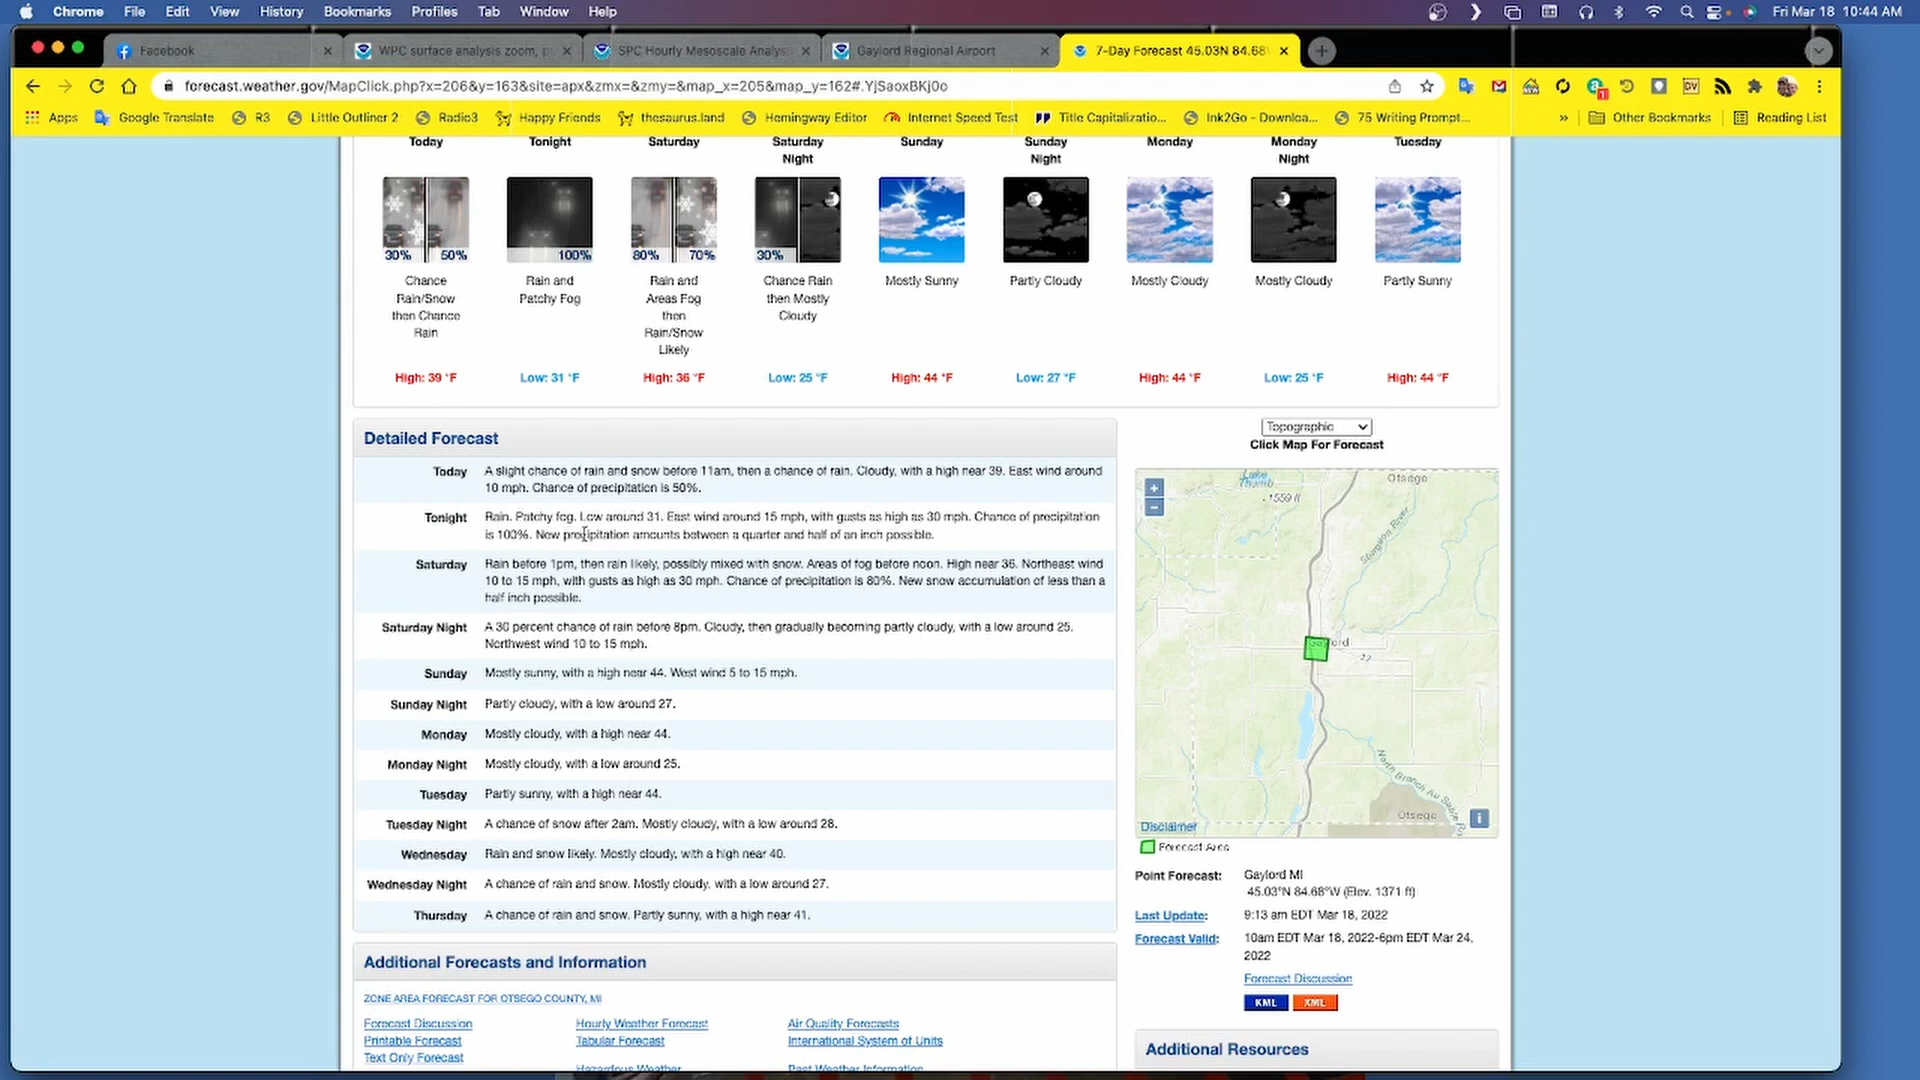 Chrome File Edit View History Bookmarks Profiles Tab Window Help Fri Mar 18 10:44 AM
Facebook WPC surface analysis zoom, SPC Hourly Mesoscale Analys Gaylord Regional Airport 7-Day Forecast 45.03N 84.68
forecast.weather.gov/MapClick.php?x=206&y=163&site=apx&zmx=&zmy=&map_x=205&map_y=162#.YjSaoxBKj0o
Apps Google Translate R3 Little Outliner 2 Radio3 Happy Friends thesaurus.land Hemingway Editor Internet Speed Test Title Capitalizatio... Ink2Go - Downloa... 75 Writing Prompt... » Other Bookmarks Reading List
Today Tonight Saturday Saturday Night Sunday Sunday Night Monday Monday Night Tuesday
30% 50% 100% 80% 70% 30%
Chance Rain/Snow then Chance Rain
Rain and Patchy Fog
Rain and Areas Fog then Rain/Snow Likely
Chance Rain then Mostly Cloudy
Mostly Sunny
Partly Cloudy
Mostly Cloudy
Mostly Cloudy
Partly Sunny
High: 39 °F Low: 31 °F High: 36 °F Low: 25 °F High: 44 °F Low: 27 °F High: 44 °F Low: 25 °F High: 44 °F
Detailed Forecast
Today A slight chance of rain and snow before 11am, then a chance of rain. Cloudy, with a high near 39. East wind around
10 mph. Chance of precipitation is 50%.
Tonight Rain. Patchy fog. Low around 31. East wind around 15 mph, with gusts as high as 30 mph. Chance of precipitation
is 100%. New precipitation amounts between a quarter and half of an inch possible.
Saturday Rain before 1pm, then rain likely, possibly mixed with snow. Areas of fog before noon. High near 36. Northeast wind
10 to 15 mph, with gusts as high as 30 mph. Chance of precipitation is 80%. New snow accumulation of less than a
half inch possible.
Saturday Night A 30 percent chance of rain before 8pm. Cloudy, then gradually becoming partly cloudy, with a low around 25.
Northwest wind 10 to 15 mph.
Sunday Mostly sunny, with a high near 44. West wind 5 to 15 mph.
Sunday Night Partly cloudy, with a low around 27.
Monday Mostly cloudy, with a high near 44.
Monday Night Mostly cloudy, with a low around 25.
Tuesday Partly sunny, with a high near 44.
Tuesday Night A chance of snow after 2am. Mostly cloudy, with a low around 28.
Wednesday Rain and snow likely. Mostly cloudy, with a high near 40.
Wednesday Night A chance of rain and snow. Mostly cloudy, with a low around 27.
Thursday A chance of rain and snow. Partly sunny, with a high near 41.
Additional Forecasts and Information
ZONE AREA FORECAST FOR OTSEGO COUNTY, MI
Forecast Discussion Hourly Weather Forecast Air Quality Forecasts
Printable Forecast Tabular Forecast International System of Units
Text Only Forecast
Hazardous Weather Past Weather Information
Topographic
Click Map For Forecast
+
−
Lake
Thumb
1559 ft
Otsego
Sturgeon River
Gaylord
North Branch Au Sable
Otsego
i
Disclaimer
Forecast Area
Point Forecast: Gaylord MI
45.03°N 84.68°W (Elev. 1371 ft)
Last Update: 9:13 am EDT Mar 18, 2022
Forecast Valid: 10am EDT Mar 18, 2022-6pm EDT Mar 24,
2022
Forecast Discussion
KML XML
Additional Resources